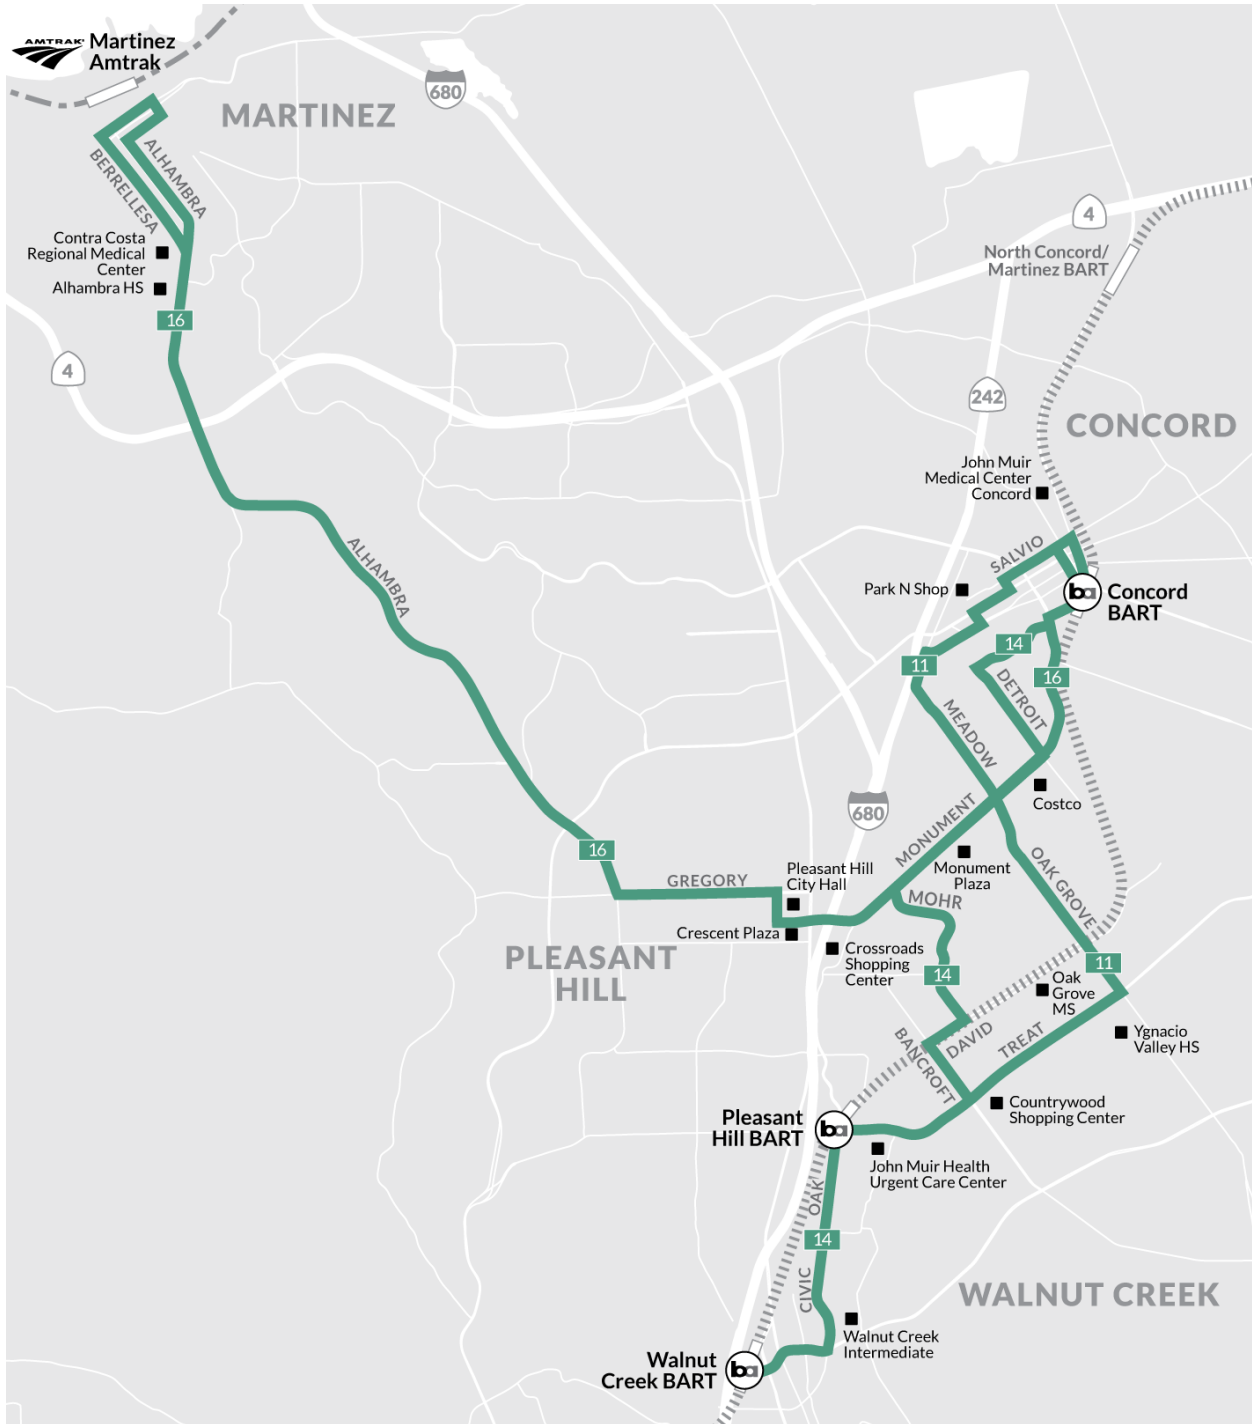 AMTRAK
Martinez
Amtrak
MARTINEZ
680
ALHAMBRA
BERRELLESA
4
Contra Costa
Regional Medical
Center
Alhambra HS
North Concord/
Martinez BART
16
4
242
CONCORD
John Muir
Medical Center
Concord
SALVIO
ALHAMBRA
Park N Shop
ba
Concord
BART
14
11
16
DETROIT
MEADOW
680
Costco
MONUMENT
16
Pleasant Hill
City Hall
Monument
Plaza
OAK GROVE
GREGORY
MOHR
Crescent Plaza
PLEASANT
HILL
Crossroads
Shopping
Center
11
14
Oak
Grove
MS
BANCROFT
DAVID
TREAT
Ygnacio
Valley HS
Countrywood
Shopping Center
Pleasant
Hill BART
ba
John Muir Health
Urgent Care Center
OAK
14
CIVIC
WALNUT CREEK
Walnut Creek
Intermediate
Walnut
Creek BART
ba